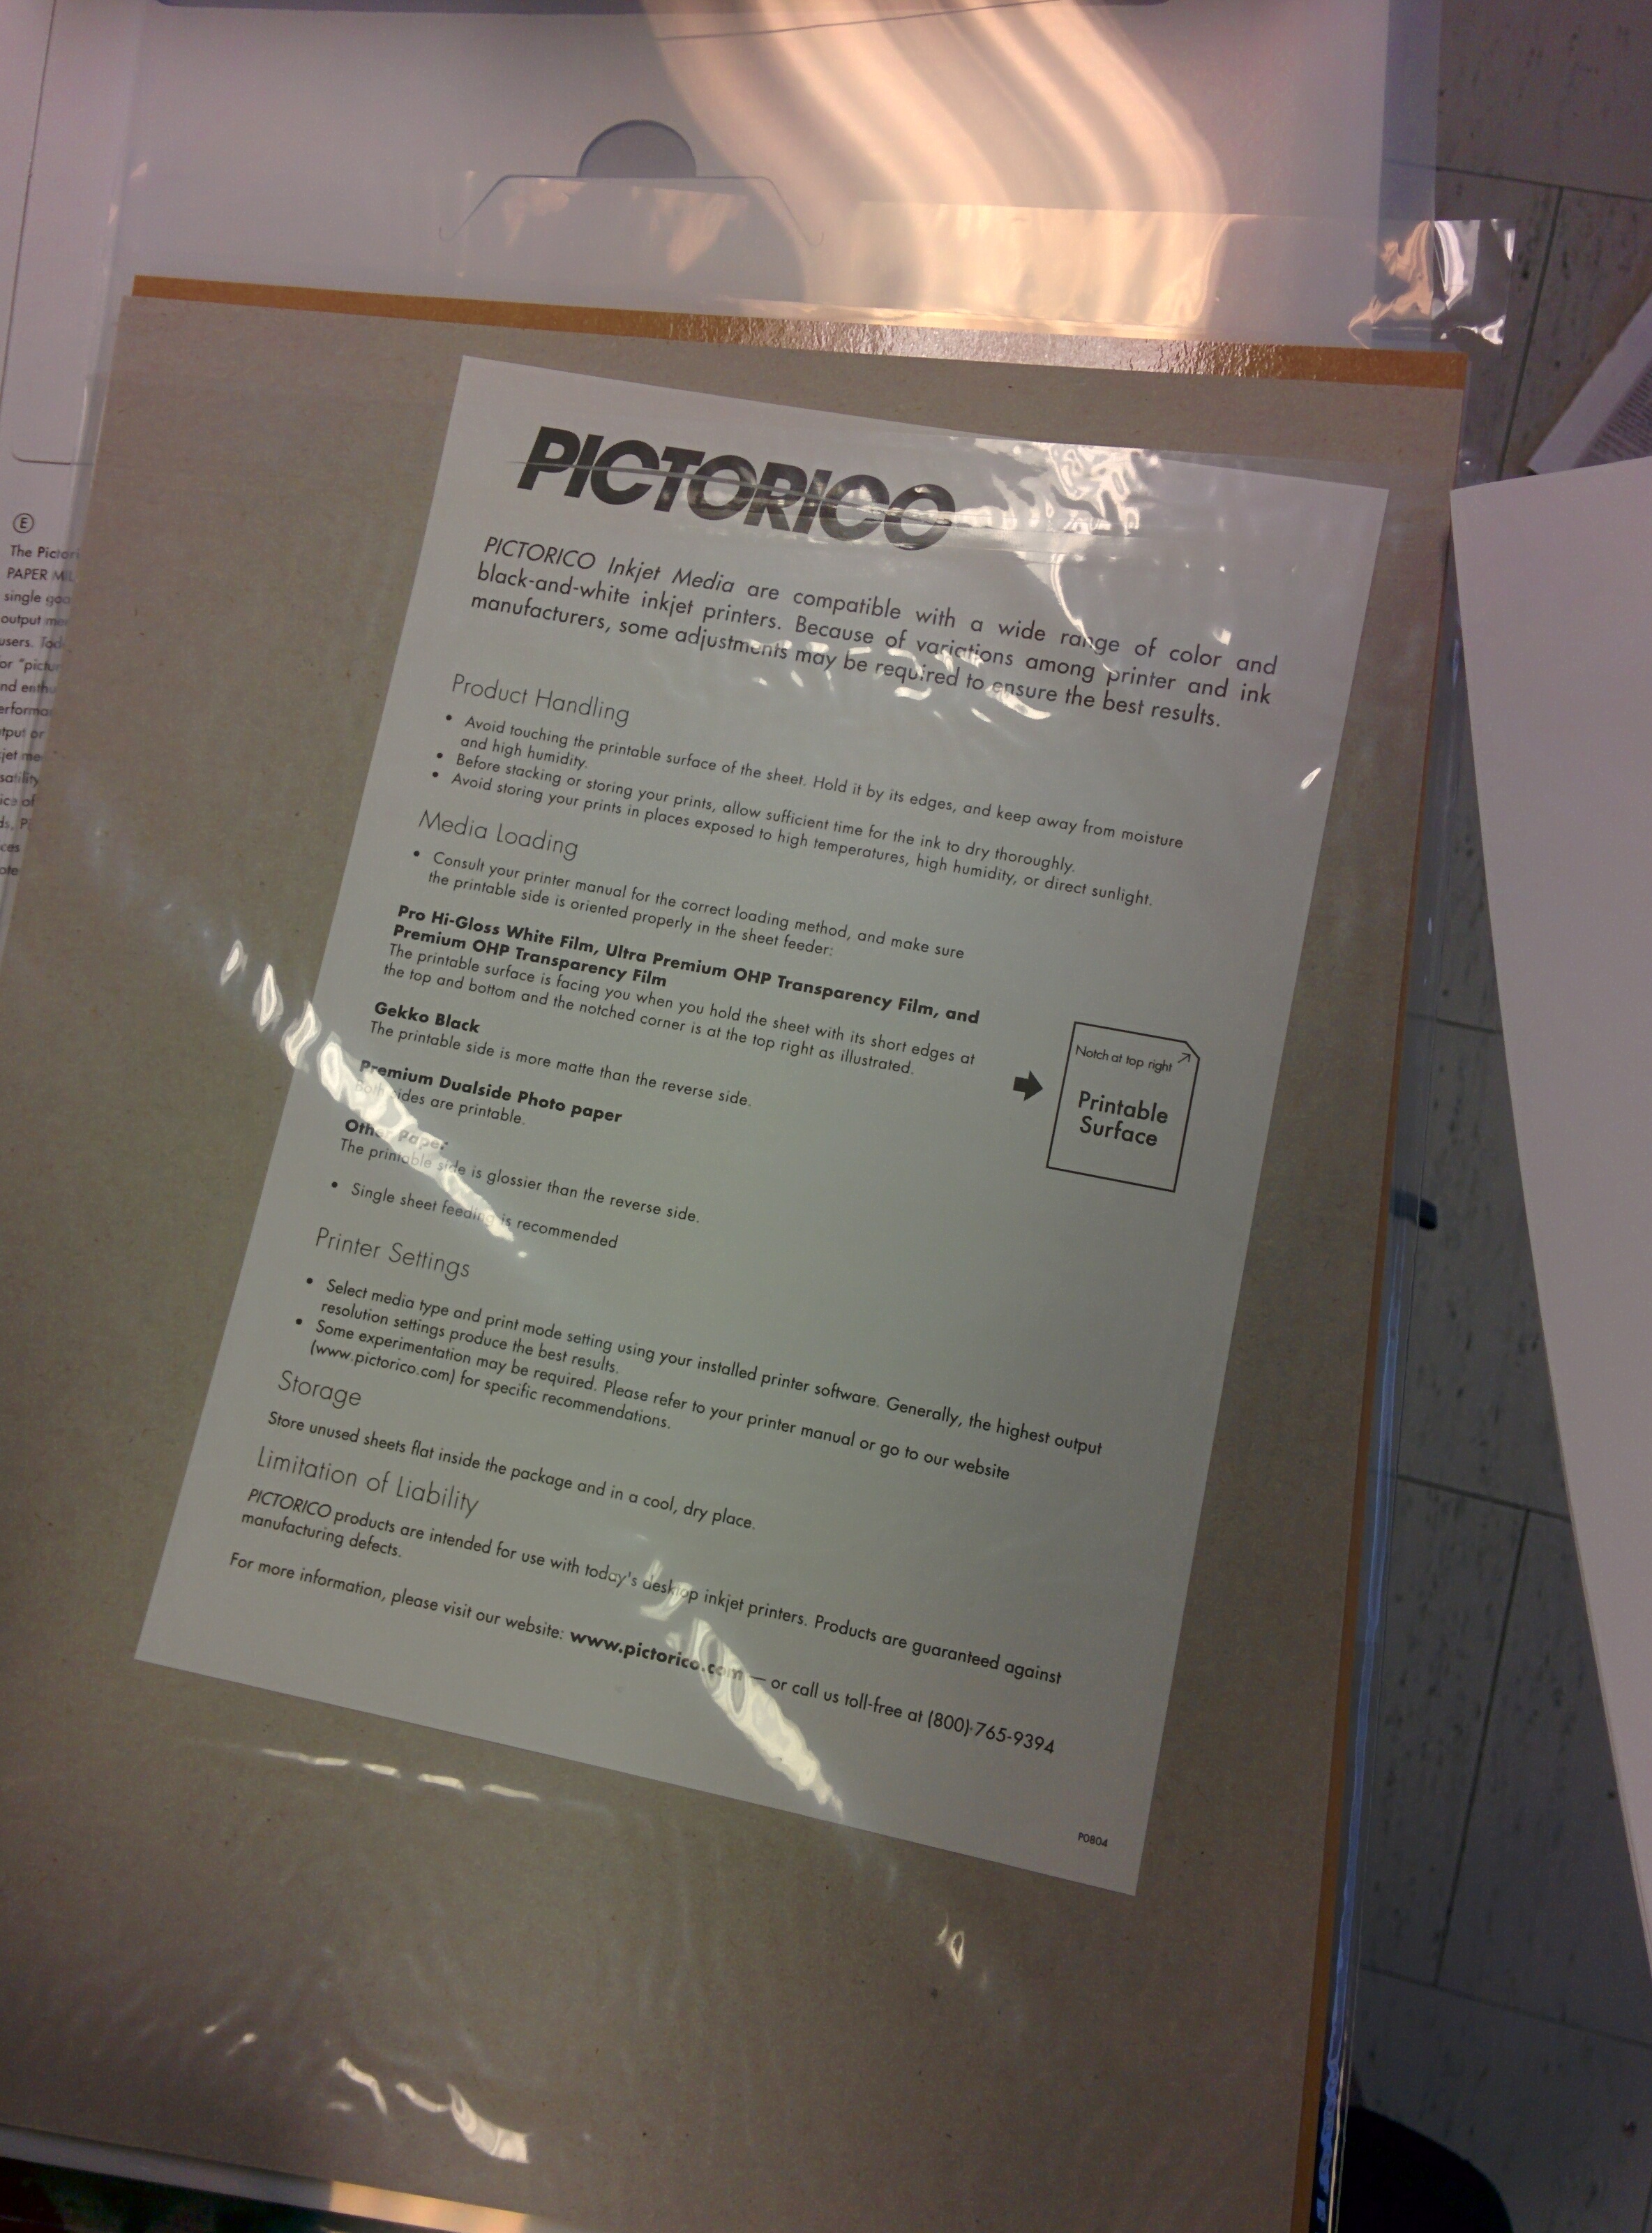 PICTORICO
PICTORICO Inkjet Media are compatible with a wide range of color and
black-and-white inkjet printers. Because of variations among printer and ink
manufacturers, some adjustments may be required to ensure the best results.
Product Handling
• Avoid touching the printable surface of the sheet. Hold it by its edges, and keep away from moisture
and high humidity.
• Before stacking or storing your prints, allow sufficient time for the ink to dry thoroughly.
• Avoid storing your prints in places exposed to high temperatures, high humidity, or direct sunlight.
Media Loading
• Consult your printer manual for the correct loading method, and make sure
the printable side is oriented properly in the sheet feeder:
Pro Hi-Gloss White Film, Ultra Premium OHP Transparency Film, and
Premium OHP Transparency Film
The printable surface is facing you when you hold the sheet with its short edges at
the top and bottom and the notched corner is at the top right as illustrated.
Gekko Black
The printable side is more matte than the reverse side.
Premium Dualside Photo paper
Both sides are printable.
Other paper
The printable side is glossier than the reverse side.
• Single sheet feeding is recommended
Notch at top right
Printable
Surface
Printer Settings
• Select media type and print mode setting using your installed printer software. Generally, the highest output
resolution settings produce the best results.
• Some experimentation may be required. Please refer to your printer manual or go to our website
(www.pictorico.com) for specific recommendations.
Storage
Store unused sheets flat inside the package and in a cool, dry place.
Limitation of Liability
PICTORICO products are intended for use with today's desktop inkjet printers. Products are guaranteed against
manufacturing defects.
For more information, please visit our website: www.pictorico.com — or call us toll-free at (800)-765-9394
P0804
E
The
PAPER
single
output
users.
or